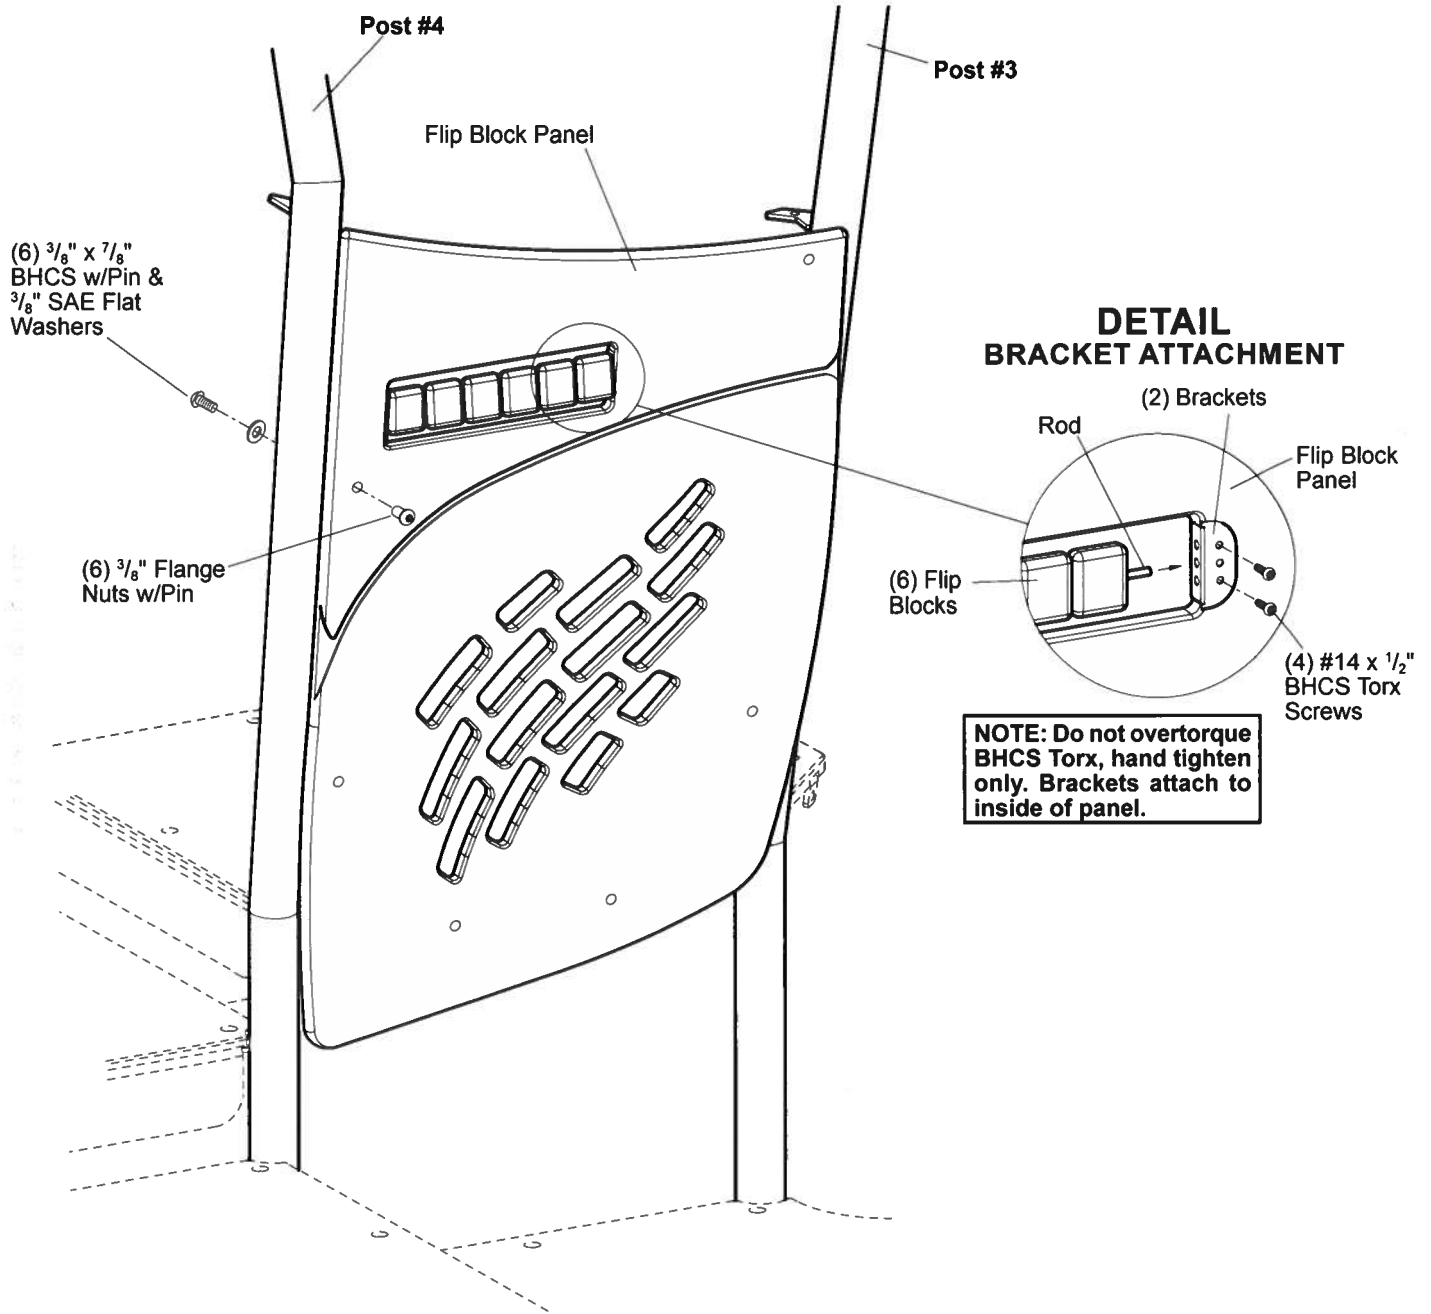 Post #4
Post #3
Flip Block Panel
(6) 3/8" x 7/8"
BHCS w/Pin &
3/8" SAE Flat
Washers
(6) 3/8" Flange
Nuts w/Pin
DETAIL
BRACKET ATTACHMENT
(2) Brackets
Rod
Flip Block
Panel
(6) Flip
Blocks
(4) #14 x 1/2"
BHCS Torx
Screws
NOTE: Do not overtorque
BHCS Torx, hand tighten
only. Brackets attach to
inside of panel.